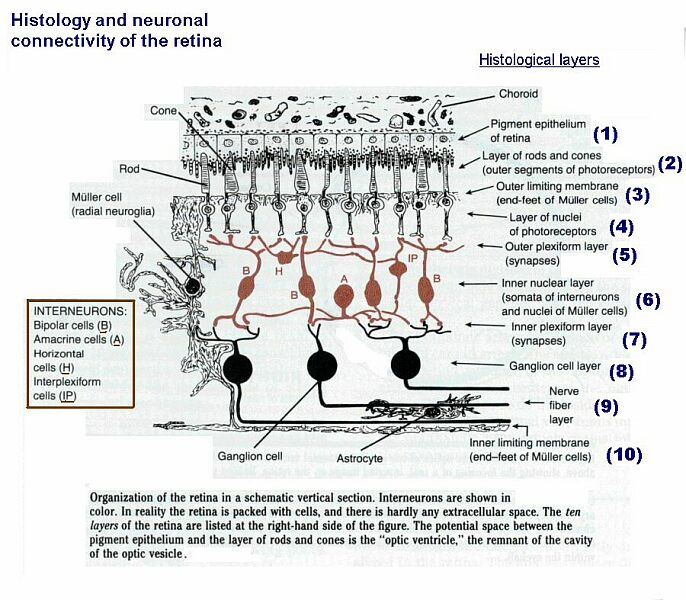 Histology and neuronal
connectivity of the retina
Histological layers
Choroid
Cone
Pigment epithelium
of retina
(1)
Layer of rods and cones
(outer segments of photoreceptors)
(2)
Rod
Outer limiting membrane
(end-feet of Müller cells)
(3)
Müller cell
(radial neuroglia)
Layer of nuclei
of photoreceptors
(4)
Outer plexiform layer
(synapses)
(5)
B
H
B
A
IP
B
Inner nuclear layer
(somata of interneurons
and nuclei of Müller cells)
(6)
INTERNEURONS:
Bipolar cells (B)
Amacrine cells (A)
Horizontal
cells (H)
Interplexiform
cells (IP)
Inner plexiform layer
(synapses)
(7)
Ganglion cell layer
(8)
Nerve
fiber
layer
(9)
Ganglion cell
Astrocyte
Inner limiting membrane
(end–feet of Müller cells)
(10)
Organization of the retina in a schematic vertical section. Interneurons are shown in
color. In reality the retina is packed with cells, and there is hardly any extracellular space. The ten
layers of the retina are listed at the right-hand side of the figure. The potential space between the
pigment epithelium and the layer of rods and cones is the “optic ventricle,” the remnant of the cavity
of the optic vesicle.